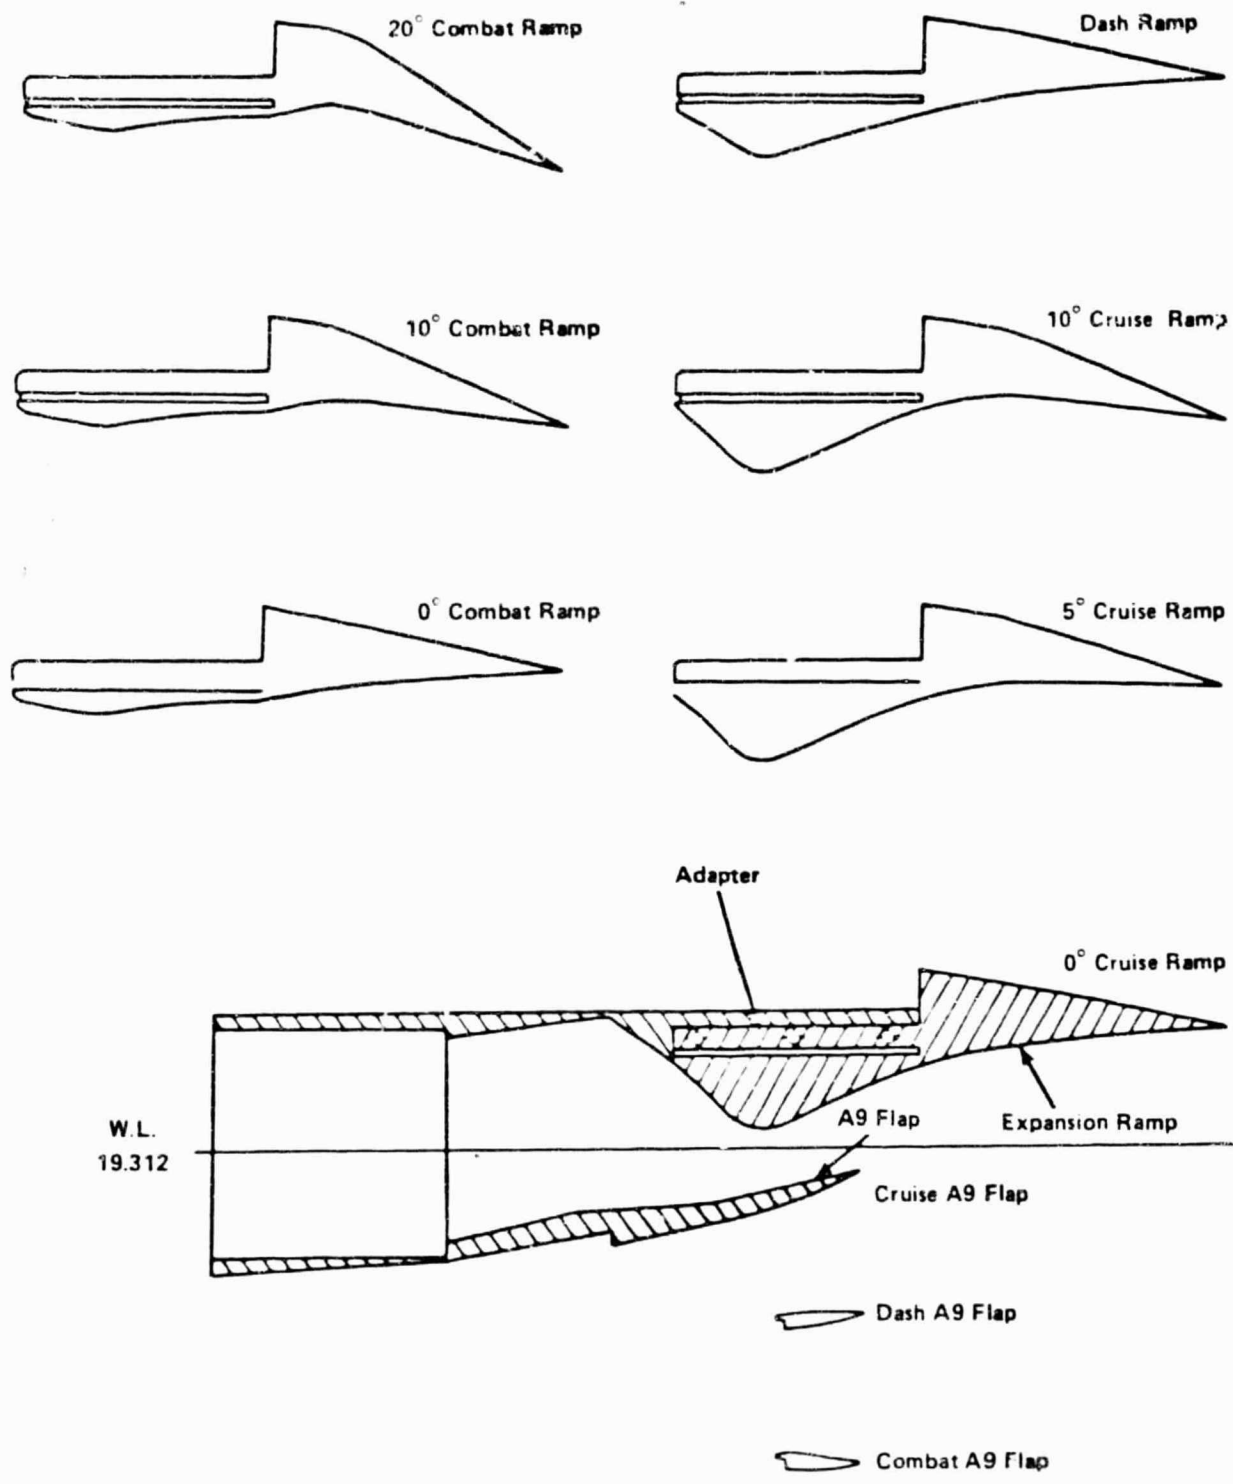 20° Combat Ramp
Dash Ramp
10° Combat Ramp
10° Cruise Ramp
0° Combat Ramp
5° Cruise Ramp
Adapter
0° Cruise Ramp
A9 Flap
Expansion Ramp
W.L.
19.312
Cruise A9 Flap
Dash A9 Flap
Combat A9 Flap